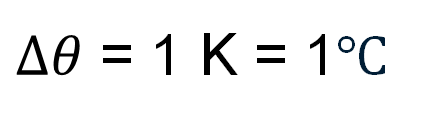 Δθ = 1 K = 1°C